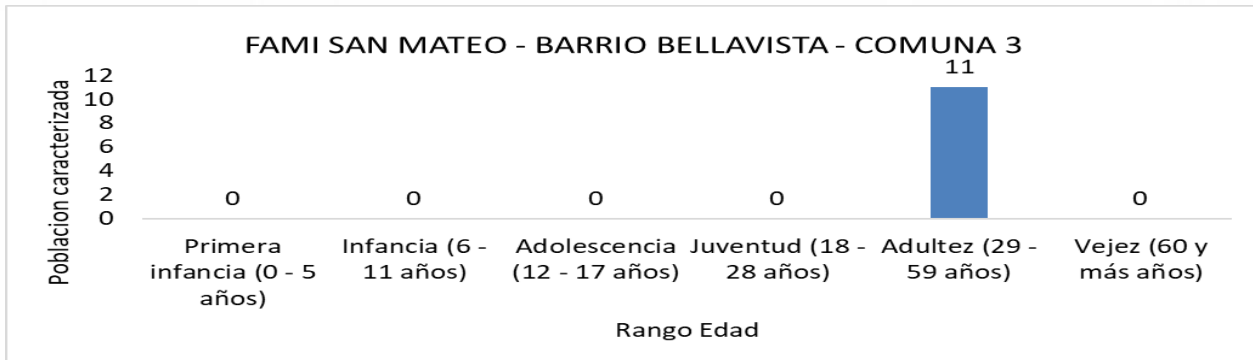 FAMI SAN MATEO - BARRIO BELLAVISTA - COMUNA 3
Poblacion caracterizada
12
10
8
6
4
2
0
0
0
0
0
11
0
Primera
infancia (0 - 5
años)
Infancia (6 -
11 años)
Adolescencia
(12 - 17 años)
Juventud (18 -
28 años)
Adultez (29 -
59 años)
Vejez (60 y
más años)
Rango Edad